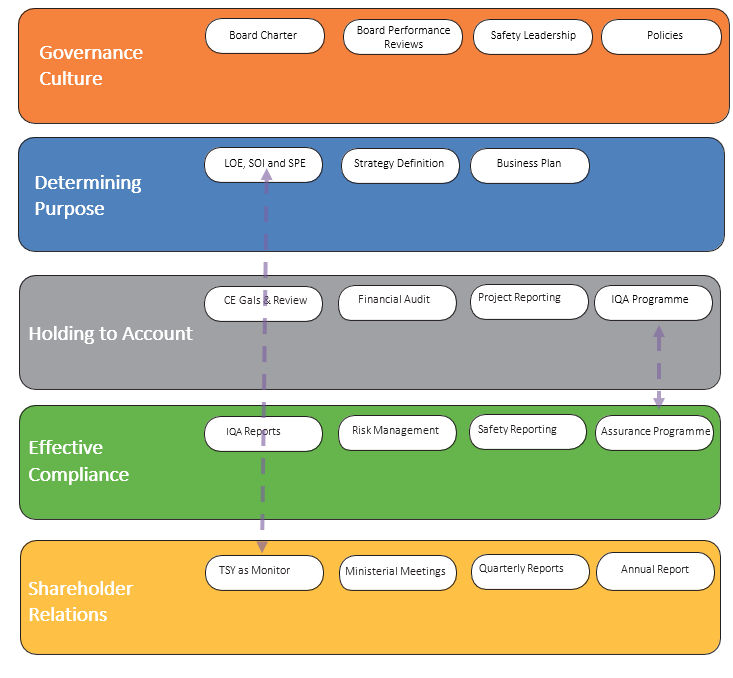 Governance
Culture
Board Charter
Board Performance
Reviews
Safety Leadership
Policies
Determining
Purpose
LOE, SOI and SPE
Strategy Definition
Business Plan
Holding to Account
CE Gals & Review
Financial Audit
Project Reporting
IQA Programme
Effective
Compliance
IQA Reports
Risk Management
Safety Reporting
Assurance Programme
Shareholder
Relations
TSY as Monitor
Ministerial Meetings
Quarterly Reports
Annual Report